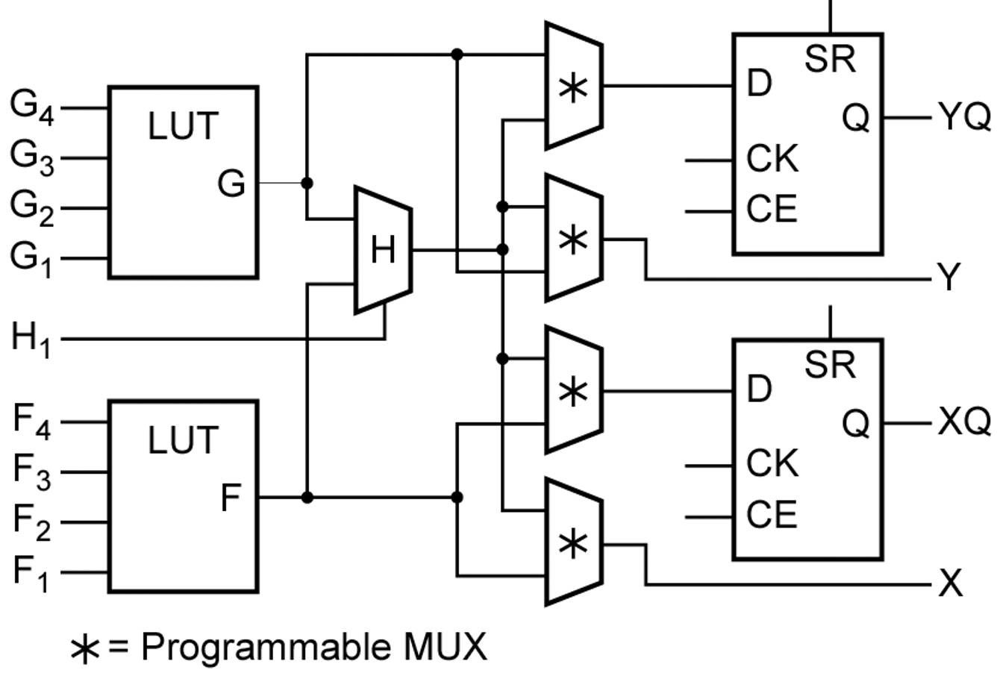 SR
D
Q
YQ
CK
CE
G4
G3
G2
G1
LUT
G
H
H1
Y
SR
D
Q
XQ
CK
CE
F4
F3
F2
F1
LUT
F
*
*
*
*
X
* = Programmable MUX